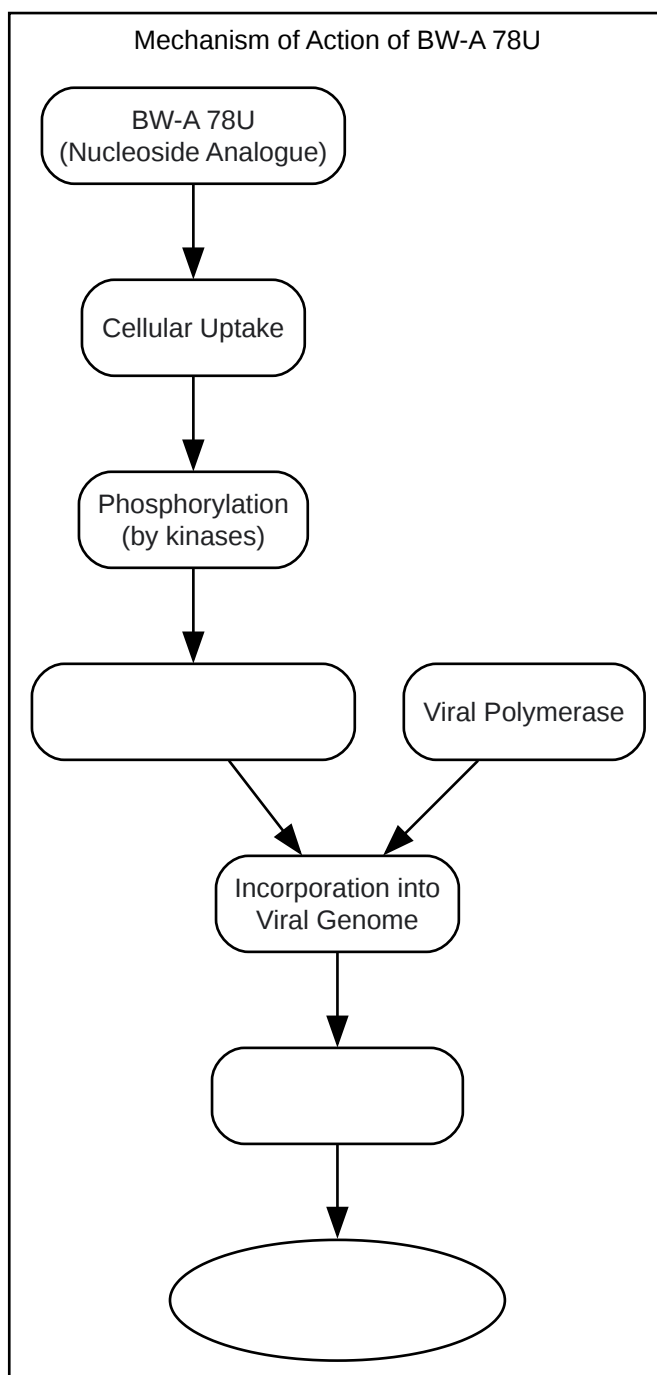 Mechanism of Action of BW-A 78U
BW-A 78U
(Nucleoside Analogue)
Cellular Uptake
Phosphorylation
(by kinases)
Viral Polymerase
Incorporation into
Viral Genome